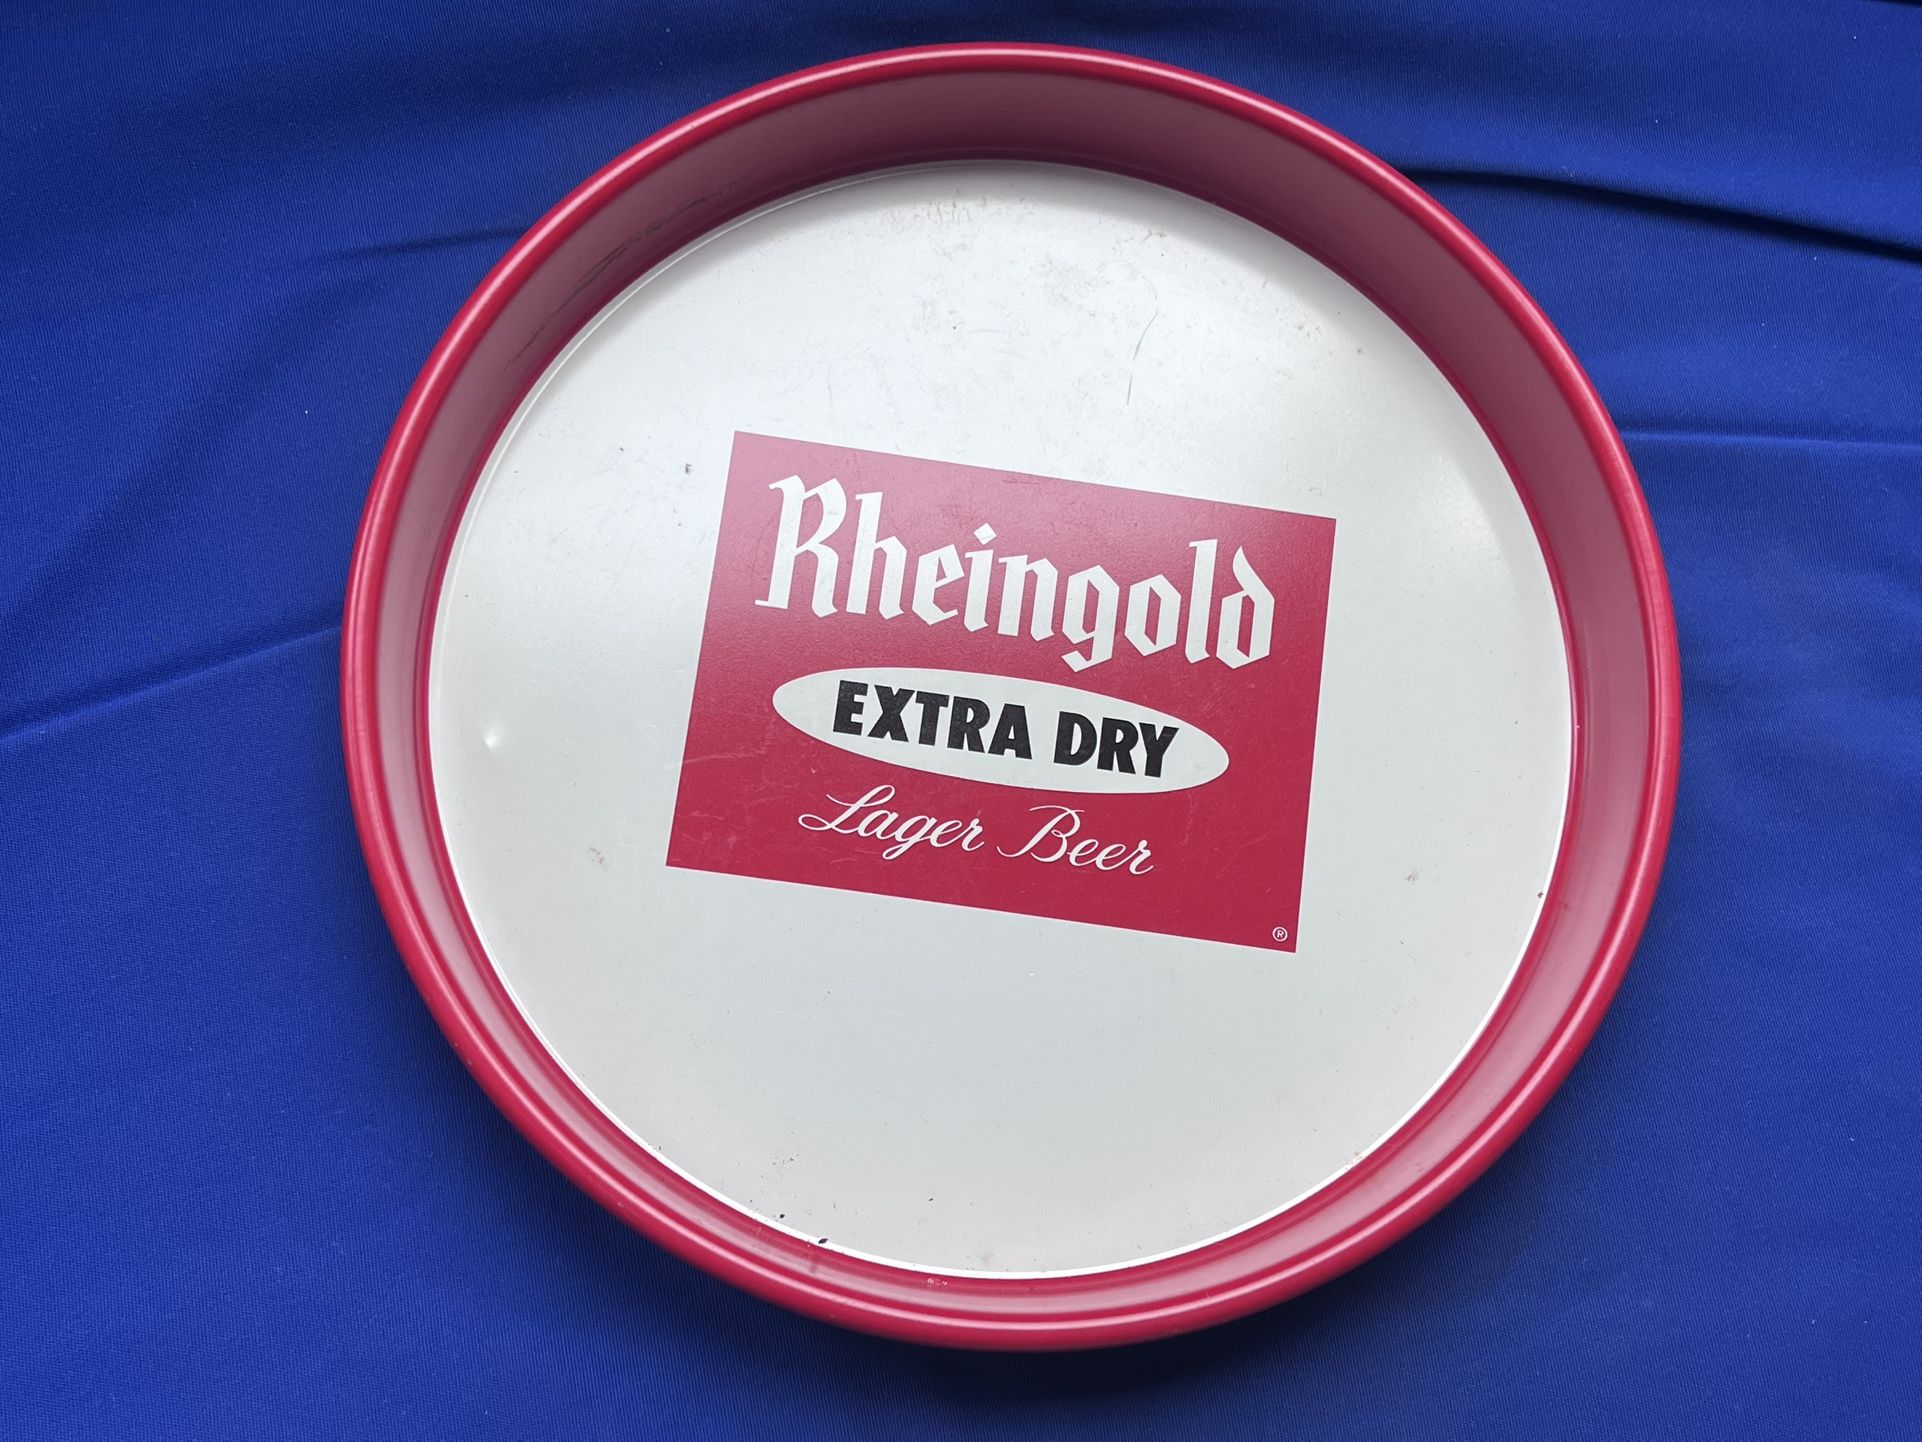 Rheingold
EXTRA DRY
Lager Beer
®